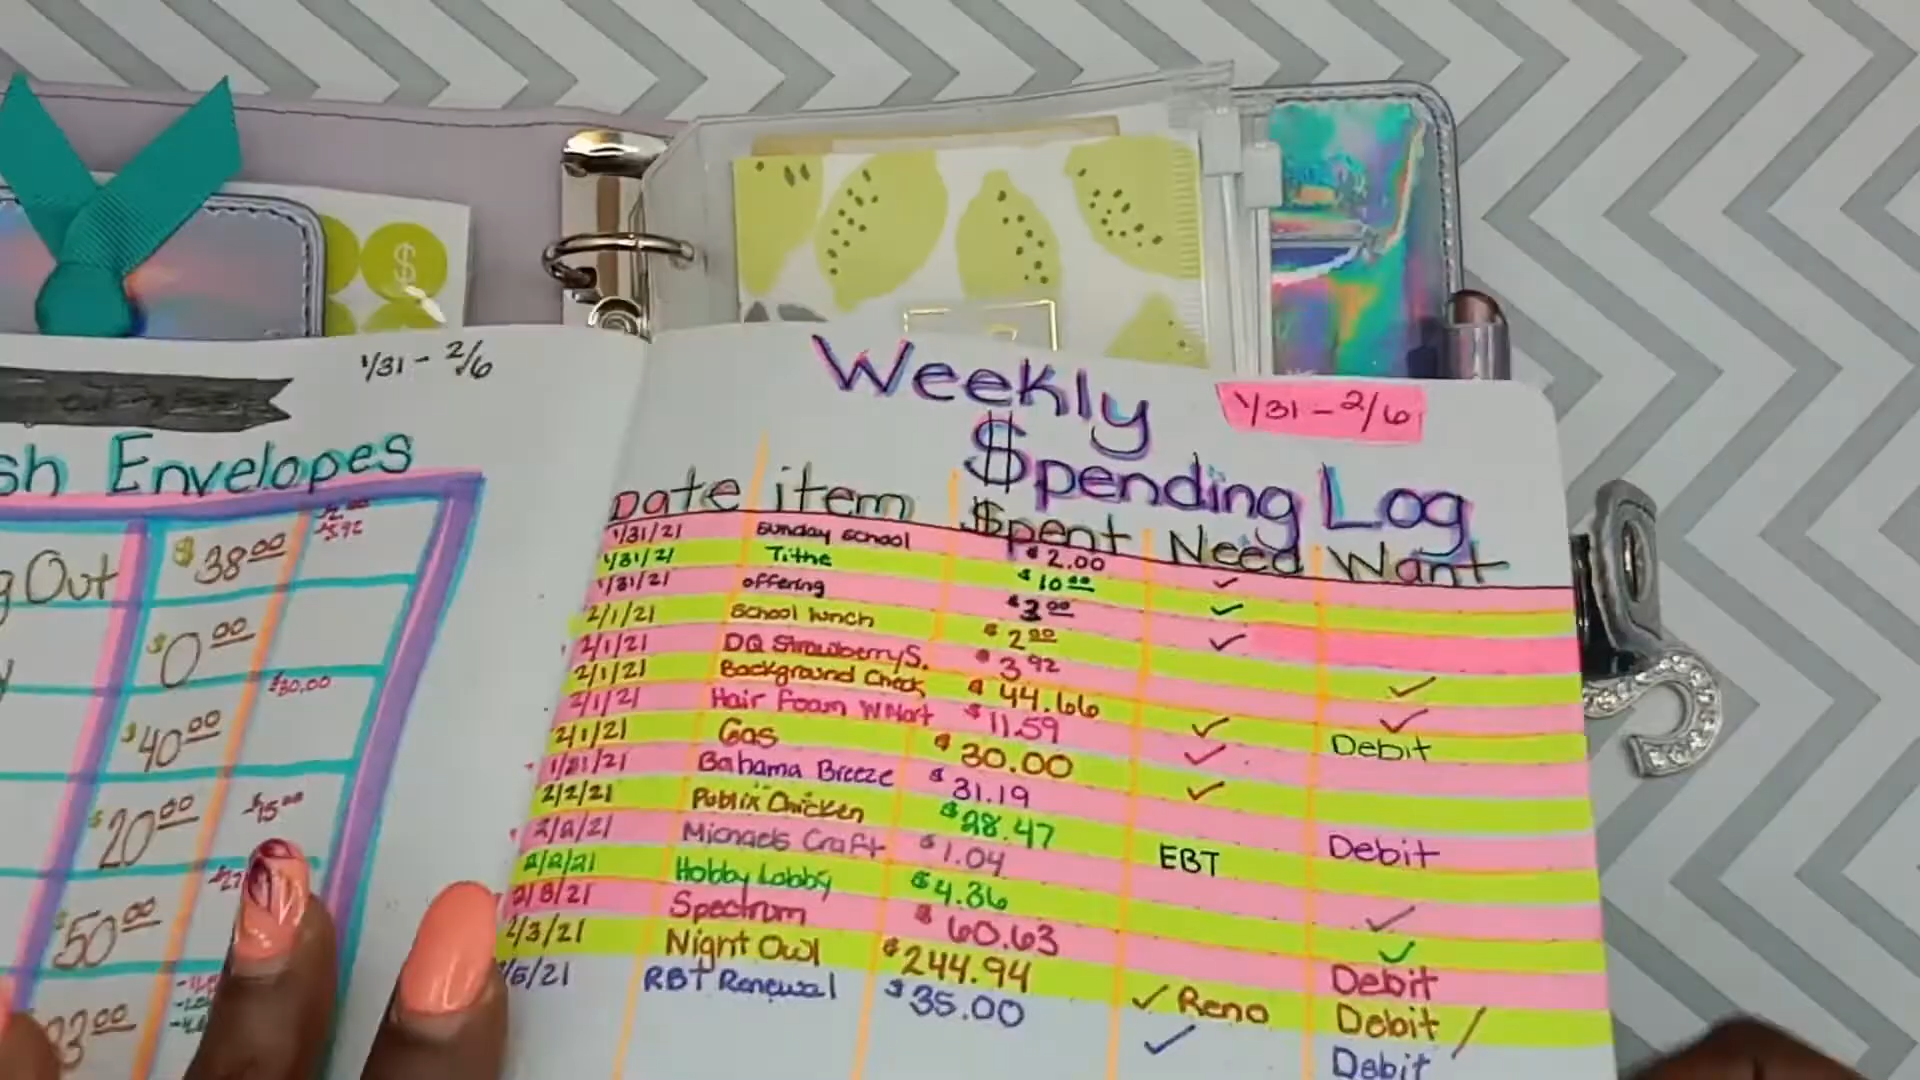 1/31 - 2/6
sh Envelopes
g Out $38.00 -3.92
$0.00
$40.00 $30.00
$20.00 -$15.00
$50.00
93.00
$
Weekly
$pending Log
1/31 - 2/6
Date item $pent Need Want
1/31/21 Sunday School $2.00 ✓
1/31/21 Tithe $10.00 ✓
1/31/21 offering $3.00 ✓
2/1/21 School lunch $2.00 ✓
2/1/21 DQ Strawberry S. $3.92 ✓
2/1/21 Background Check $44.66 ✓ Debit
2/1/21 Hair Foam WMart $11.59 ✓
2/1/21 Gas $30.00 ✓
1/31/21 Bahama Breeze $31.19 Debit
2/2/21 Publix Chicken $28.47 EBT
2/2/21 Michaels Craft $1.04 ✓
2/2/21 Hobby Lobby $4.36 ✓
2/3/21 Spectrum $60.63 Debit
2/3/21 Night Owl $244.94 ✓ Reno Debit /
/5/21 RBT Renewal $35.00 ✓ Debit